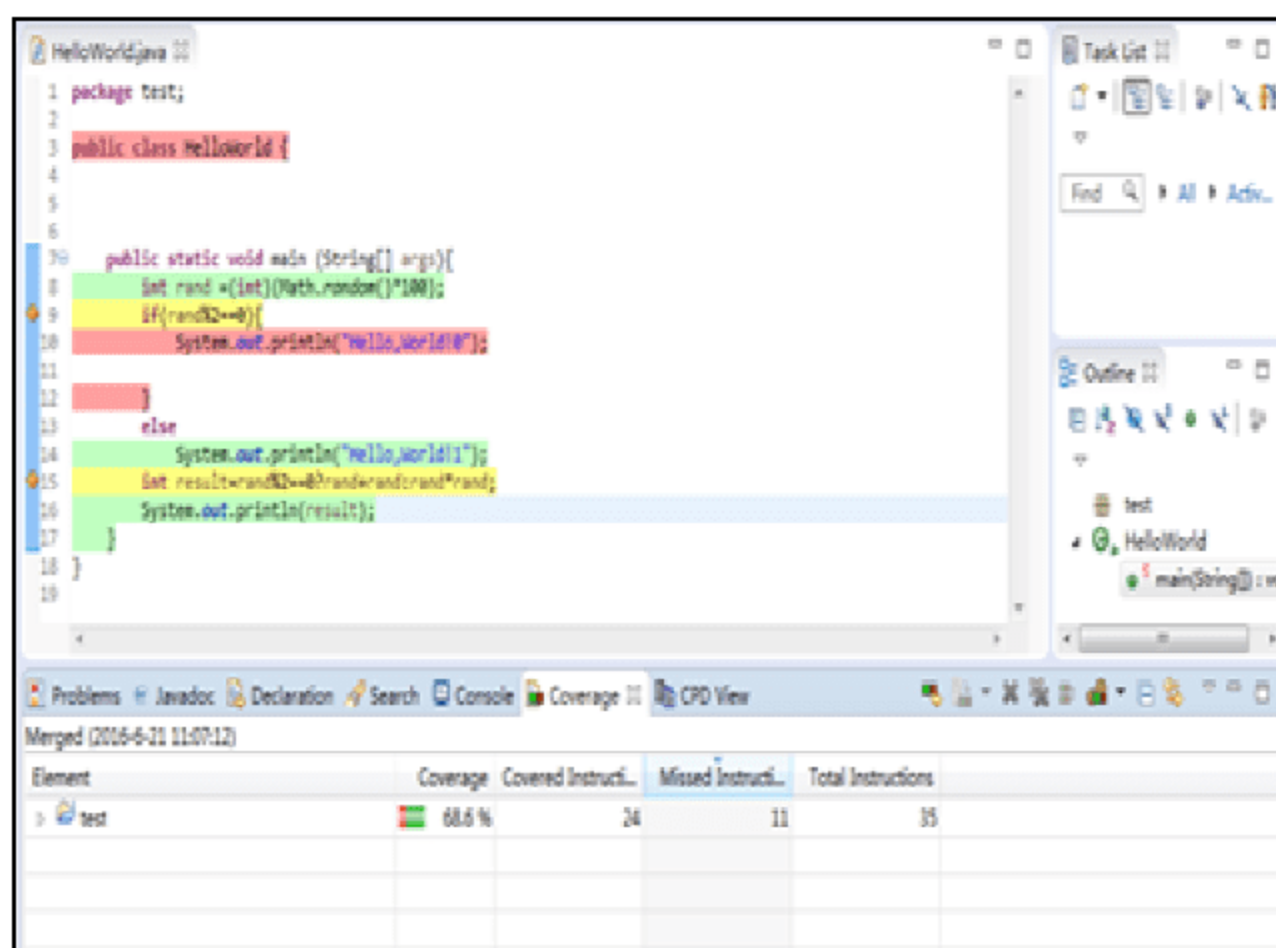 HelloWorld.java
Task List
1 package test;
2
3 public class HelloWorld {
4
5
6
7 public static void main (String[] args){
8 int rand =(int)(Math.random()*100);
9 if(rand%2==0){
10 System.out.println("Hello,World!0");
11
12 }
13 else
14 System.out.println("Hello,World!1");
15 int result=rand%2==0?rand+rand:rand*rand;
16 System.out.println(result);
17 }
18 }
19
Find All Activ...
Outline
test
HelloWorld
main(String[]) :
Problems Javadoc Declaration Search Console Coverage CPD View
Merged (2016-6-21 11:07:12)
Element Coverage Covered Instructi... Missed Instructi... Total Instructions
test 68.6 % 24 11 35